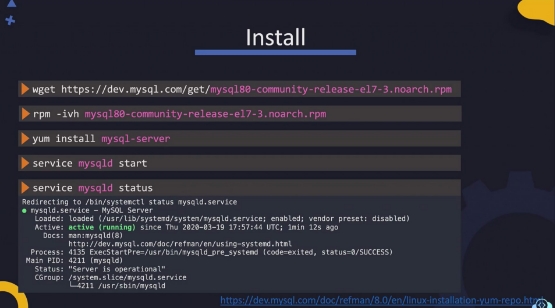 Install
wget https://dev.mysql.com/get/mysql80-community-release-el7-3.noarch.rpm
rpm -ivh mysql80-community-release-el7-3.noarch.rpm
yum install mysql-server
service mysqld start
service mysqld status
Redirecting to /bin/systemctl status mysqld.service
● mysqld.service - MySQL Server
Loaded: loaded (/usr/lib/systemd/system/mysqld.service; enabled; vendor preset: disabled)
Active: active (running) since Thu 2020-03-19 17:57:44 UTC; 1min 12s ago
Docs: man:mysqld(8)
http://dev.mysql.com/doc/refman/en/using-systemd.html
Process: 4135 ExecStartPre=/usr/bin/mysqld_pre_systemd (code=exited, status=0/SUCCESS)
Main PID: 4211 (mysqld)
Status: "Server is operational"
CGroup: /system.slice/mysqld.service
└─4211 /usr/sbin/mysqld
https://dev.mysql.com/doc/refman/8.0/en/linux-installation-yum-repo.htm